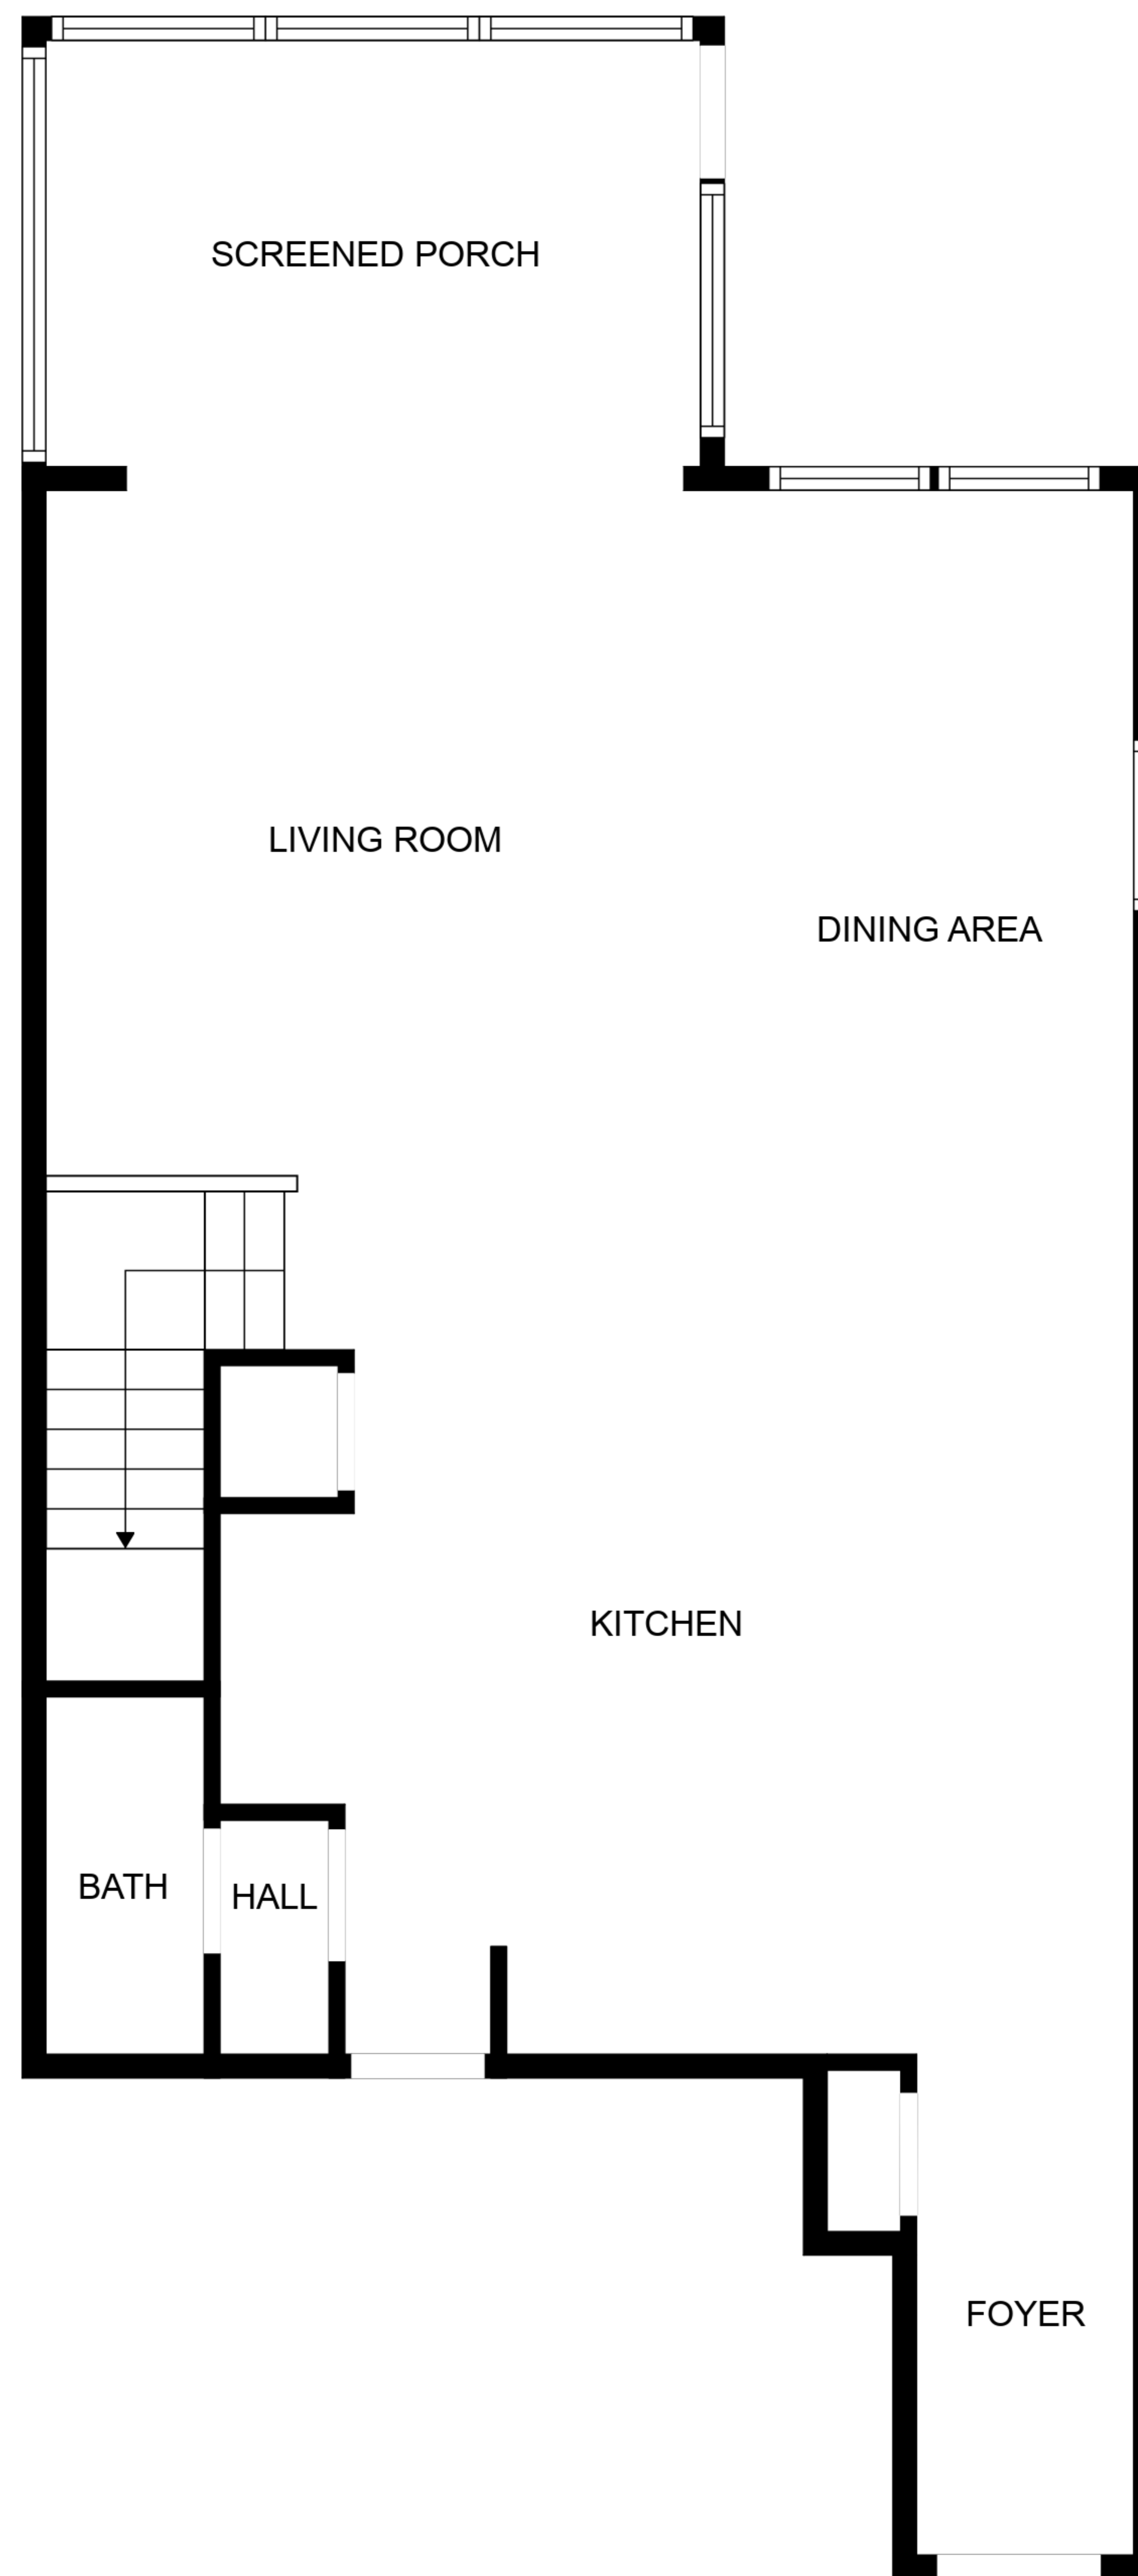 SCREENED PORCH
LIVING ROOM
DINING AREA
KITCHEN
BATH
HALL
FOYER